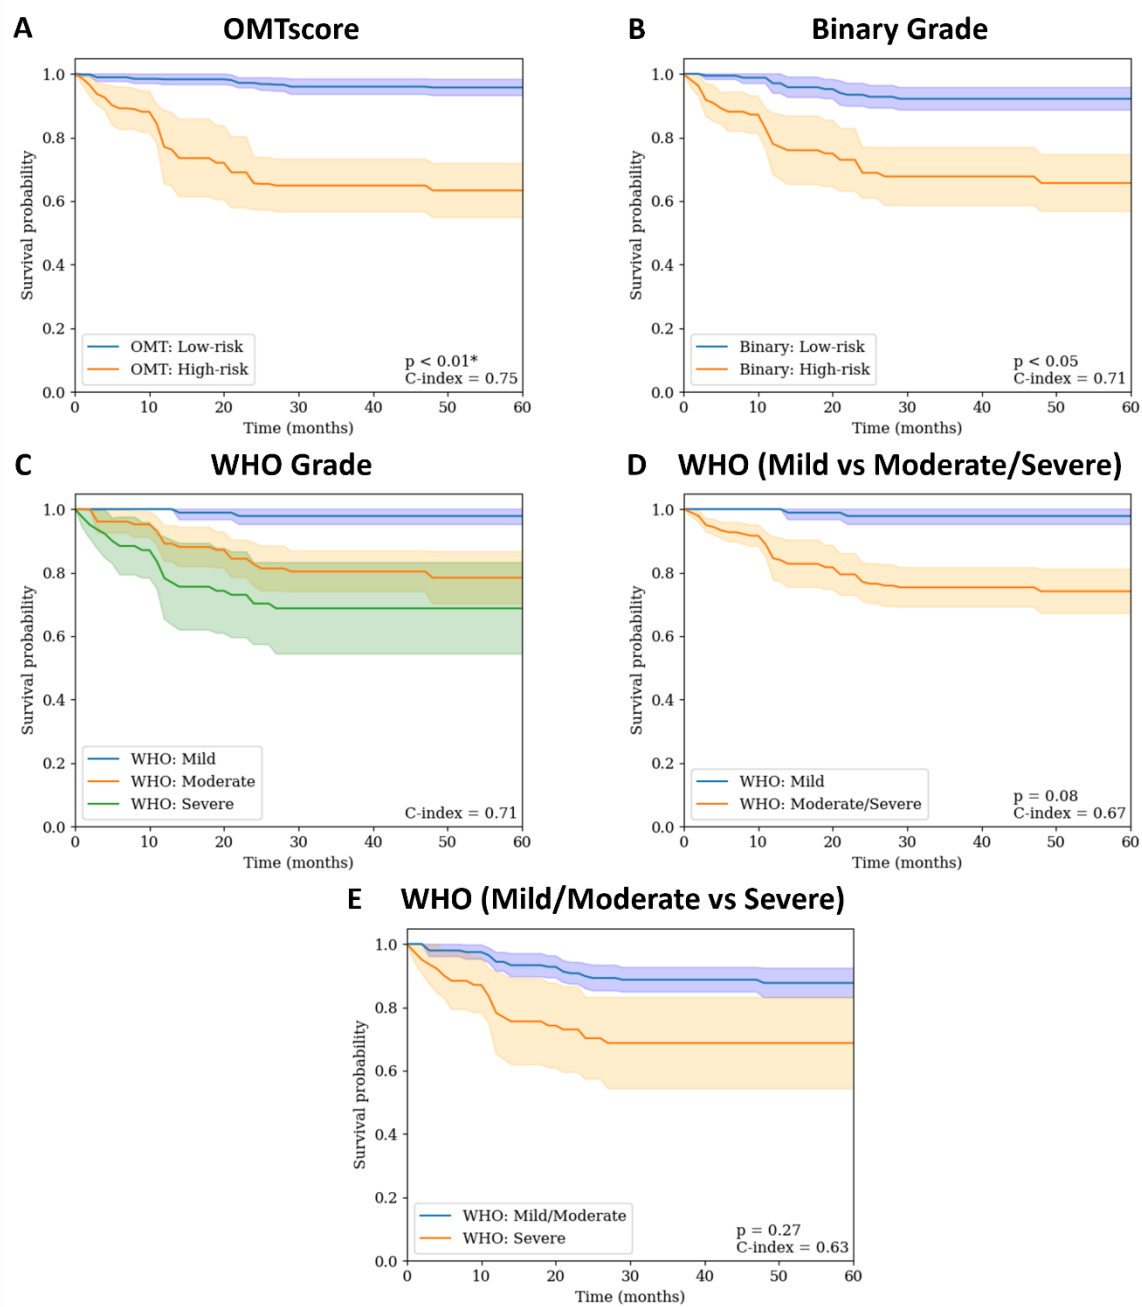 A OMTscore
Survival probability
1.0
0.8
0.6
0.4
0.2
0.0
OMT: Low-risk
OMT: High-risk
p < 0.01*
C-index = 0.75
0 10 20 30 40 50 60
Time (months)
B Binary Grade
Survival probability
1.0
0.8
0.6
0.4
0.2
0.0
Binary: Low-risk
Binary: High-risk
p < 0.05
C-index = 0.71
0 10 20 30 40 50 60
Time (months)
C WHO Grade
Survival probability
1.0
0.8
0.6
0.4
0.2
0.0
WHO: Mild
WHO: Moderate
WHO: Severe
C-index = 0.71
0 10 20 30 40 50 60
Time (months)
D WHO (Mild vs Moderate/Severe)
Survival probability
1.0
0.8
0.6
0.4
0.2
0.0
WHO: Mild
WHO: Moderate/Severe
p = 0.08
C-index = 0.67
0 10 20 30 40 50 60
Time (months)
E WHO (Mild/Moderate vs Severe)
Survival probability
1.0
0.8
0.6
0.4
0.2
0.0
WHO: Mild/Moderate
WHO: Severe
p = 0.27
C-index = 0.63
0 10 20 30 40 50 60
Time (months)